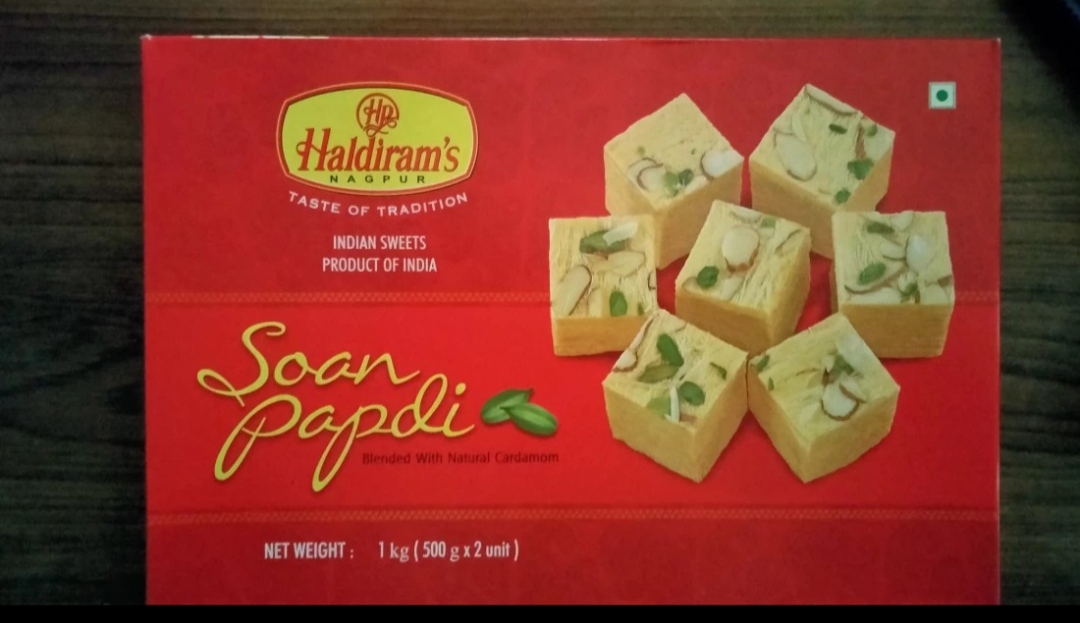 HR
Haldiram's
NAGPUR
TASTE OF TRADITION
INDIAN SWEETS
PRODUCT OF INDIA
Soan
papdi
Blended With Natural Cardamom
NET WEIGHT : 1 kg ( 500 g x 2 unit )